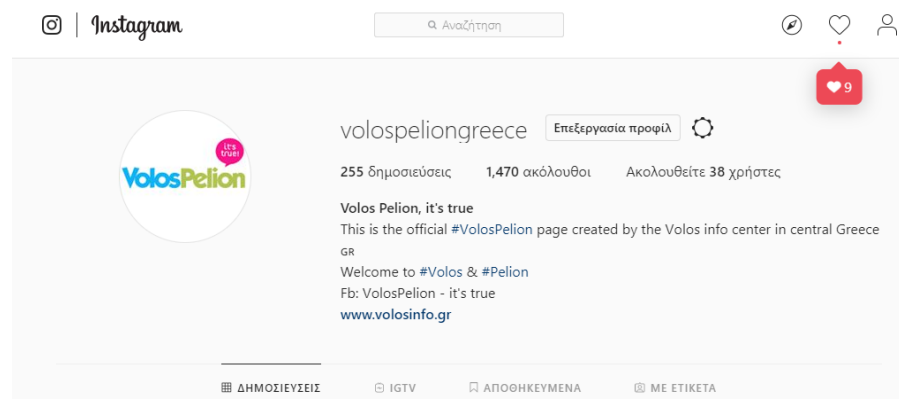 Instagram
Αναζήτηση
9
it's
true!
VolosPelion
volospeliongreece
Επεξεργασία προφίλ
255 δημοσιεύσεις 1,470 ακόλουθοι Ακολουθείτε 38 χρήστες
Volos Pelion, it's true
This is the official #VolosPelion page created by the Volos info center in central Greece
GR
Welcome to #Volos & #Pelion
Fb: VolosPelion - it's true
www.volosinfo.gr
ΔΗΜΟΣΙΕΥΣΕΙΣ IGTV ΑΠΟΘΗΚΕΥΜΕΝΑ ΜΕ ΕΤΙΚΕΤΑ